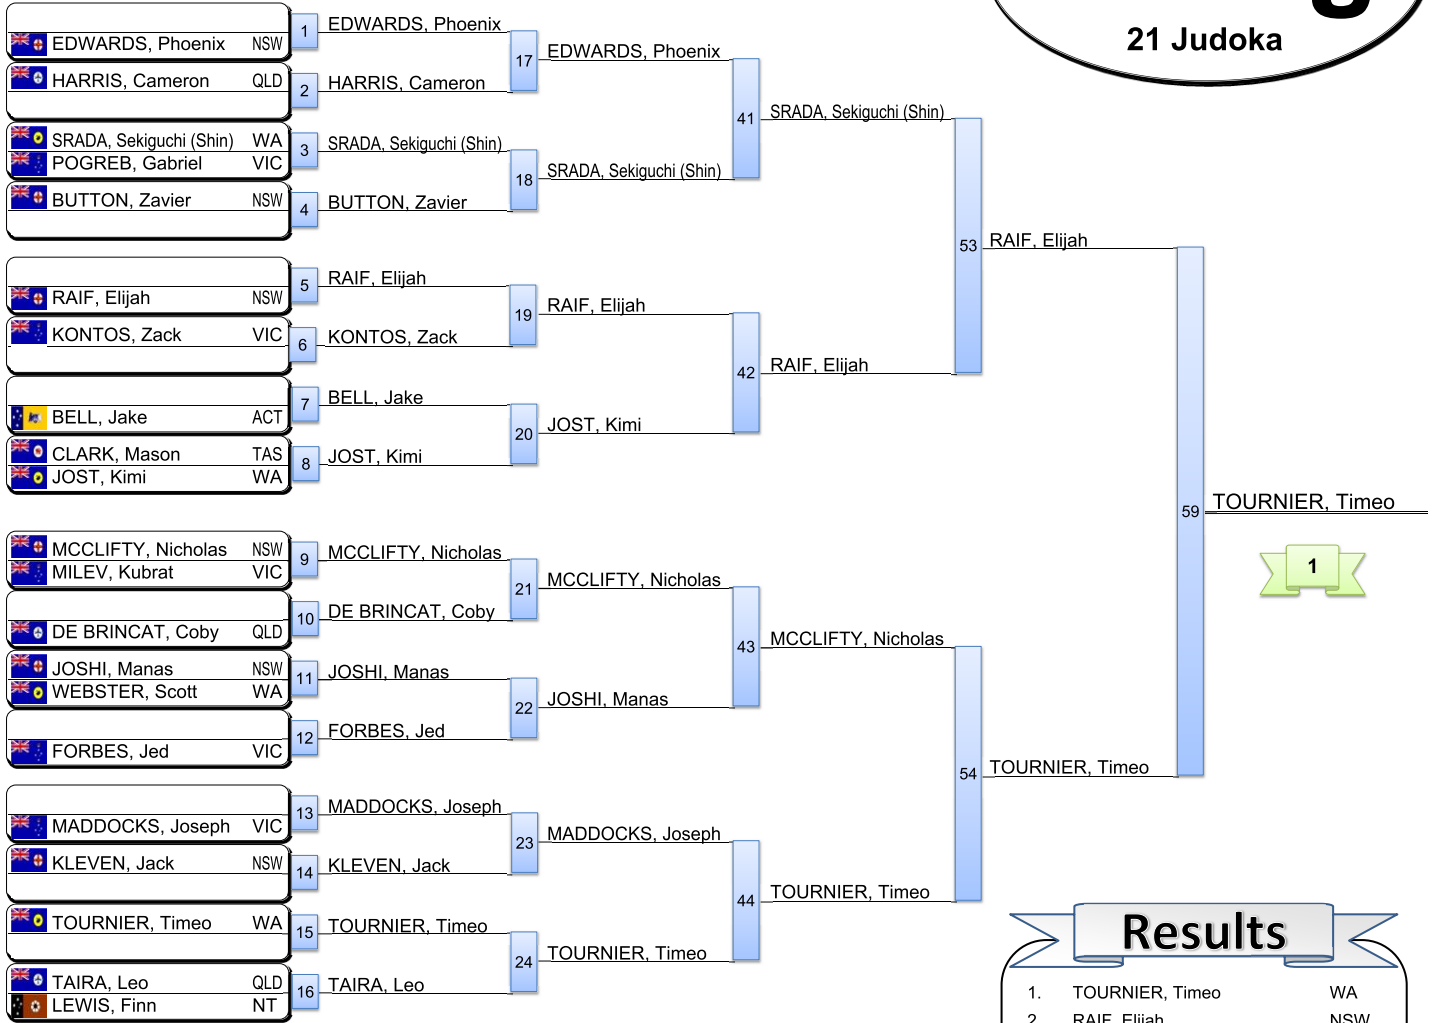 21 Judoka
EDWARDS, Phoenix NSW
1
EDWARDS, Phoenix
17
EDWARDS, Phoenix
HARRIS, Cameron QLD
2
HARRIS, Cameron
41
SRADA, Sekiguchi (Shin)
SRADA, Sekiguchi (Shin) WA
POGREB, Gabriel VIC
3
SRADA, Sekiguchi (Shin)
18
SRADA, Sekiguchi (Shin)
BUTTON, Zavier NSW
4
BUTTON, Zavier
53
RAIF, Elijah
RAIF, Elijah NSW
5
RAIF, Elijah
19
RAIF, Elijah
KONTOS, Zack VIC
6
KONTOS, Zack
42
RAIF, Elijah
BELL, Jake ACT
7
BELL, Jake
20
JOST, Kimi
CLARK, Mason TAS
JOST, Kimi WA
8
JOST, Kimi
59
TOURNIER, Timeo
1
MCCLIFTY, Nicholas NSW
MILEV, Kubrat VIC
9
MCCLIFTY, Nicholas
21
MCCLIFTY, Nicholas
DE BRINCAT, Coby QLD
10
DE BRINCAT, Coby
43
MCCLIFTY, Nicholas
JOSHI, Manas NSW
WEBSTER, Scott WA
11
JOSHI, Manas
22
JOSHI, Manas
FORBES, Jed VIC
12
FORBES, Jed
54
TOURNIER, Timeo
MADDOCKS, Joseph VIC
13
MADDOCKS, Joseph
23
MADDOCKS, Joseph
KLEVEN, Jack NSW
14
KLEVEN, Jack
44
TOURNIER, Timeo
TOURNIER, Timeo WA
15
TOURNIER, Timeo
24
TOURNIER, Timeo
TAIRA, Leo QLD
LEWIS, Finn NT
16
TAIRA, Leo
Results
1. TOURNIER, Timeo WA
2. RAIF, Elijah NSW